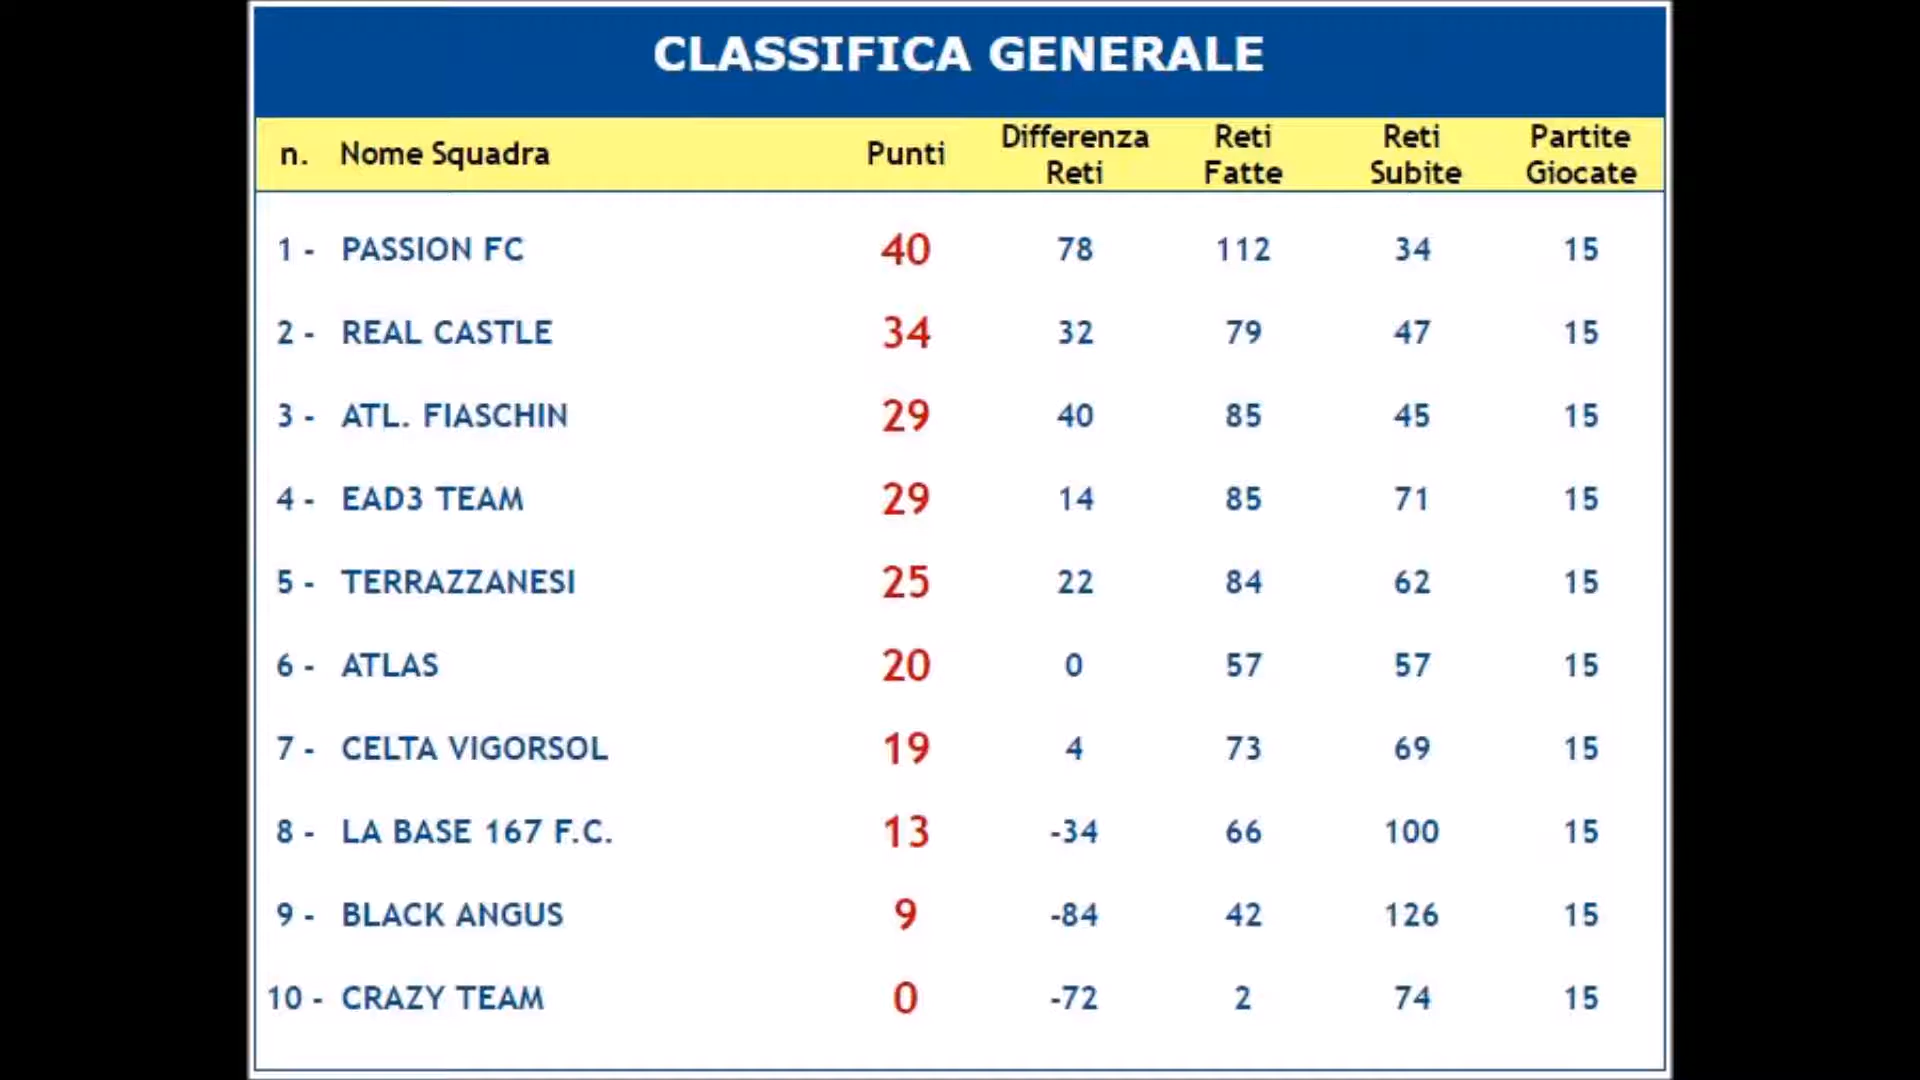 CLASSIFICA GENERALE
n. Nome Squadra Punti Differenza Reti Reti Fatte Reti Subite Partite Giocate
1 - PASSION FC 40 78 112 34 15
2 - REAL CASTLE 34 32 79 47 15
3 - ATL. FIASCHIN 29 40 85 45 15
4 - EAD3 TEAM 29 14 85 71 15
5 - TERRAZZANESI 25 22 84 62 15
6 - ATLAS 20 0 57 57 15
7 - CELTA VIGORSOL 19 4 73 69 15
8 - LA BASE 167 F.C. 13 -34 66 100 15
9 - BLACK ANGUS 9 -84 42 126 15
10 - CRAZY TEAM 0 -72 2 74 15